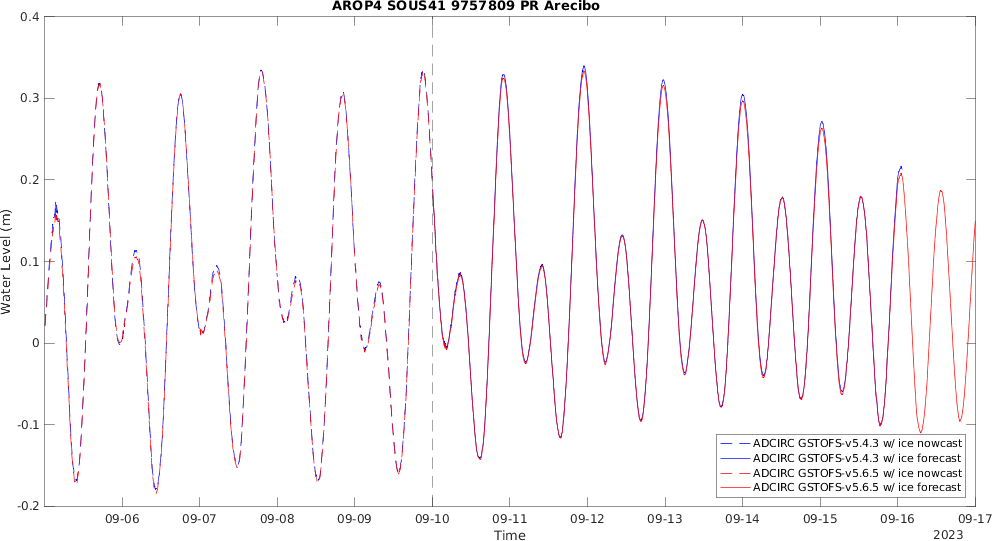 AROP4 SOUS41 9757809 PR Arecibo
0.4
0.3
0.2
0.1
0
-0.1
-0.2
Water Level (m)
ADCIRC GSTOFS-v5.4.3 w/ ice nowcast
ADCIRC GSTOFS-v5.4.3 w/ ice forecast
ADCIRC GSTOFS-v5.6.5 w/ ice nowcast
ADCIRC GSTOFS-v5.6.5 w/ ice forecast
09-06 09-07 09-08 09-09 09-10 09-11 09-12 09-13 09-14 09-15 09-16 09-17
Time
2023